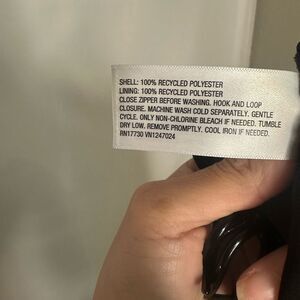 SHELL: 100% RECYCLED POLYESTER
LINING: 100% RECYCLED POLYESTER
CLOSE ZIPPER BEFORE WASHING. HOOK AND LOOP
CLOSURE. MACHINE WASH COLD SEPARATELY. GENTLE
CYCLE. ONLY NON-CHLORINE BLEACH IF NEEDED. TUMBLE
DRY LOW. REMOVE PROMPTLY. COOL IRON IF NEEDED.
RN17730 VN1247024